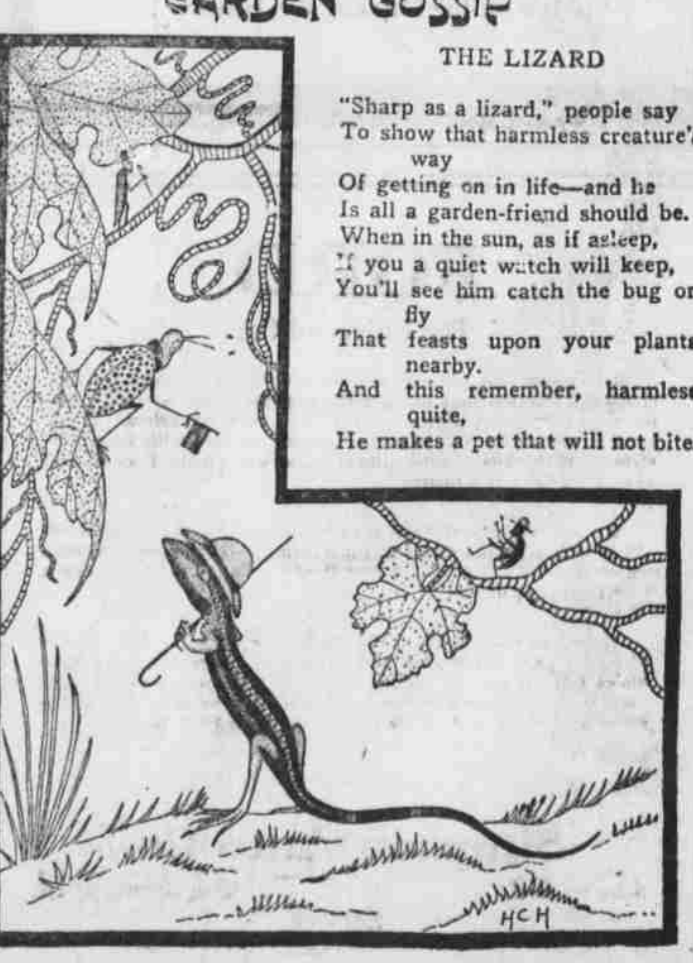 GARDEN GOSSIP
THE LIZARD
"Sharp as a lizard," people say
To show that harmless creature's
way
Of getting on in life—and he
Is all a garden-friend should be.
When in the sun, as if asleep,
If you a quiet watch will keep,
You'll see him catch the bug or
fly
That feasts upon your plants
nearby.
And this remember, harmless
quite,
He makes a pet that will not bite
HCH